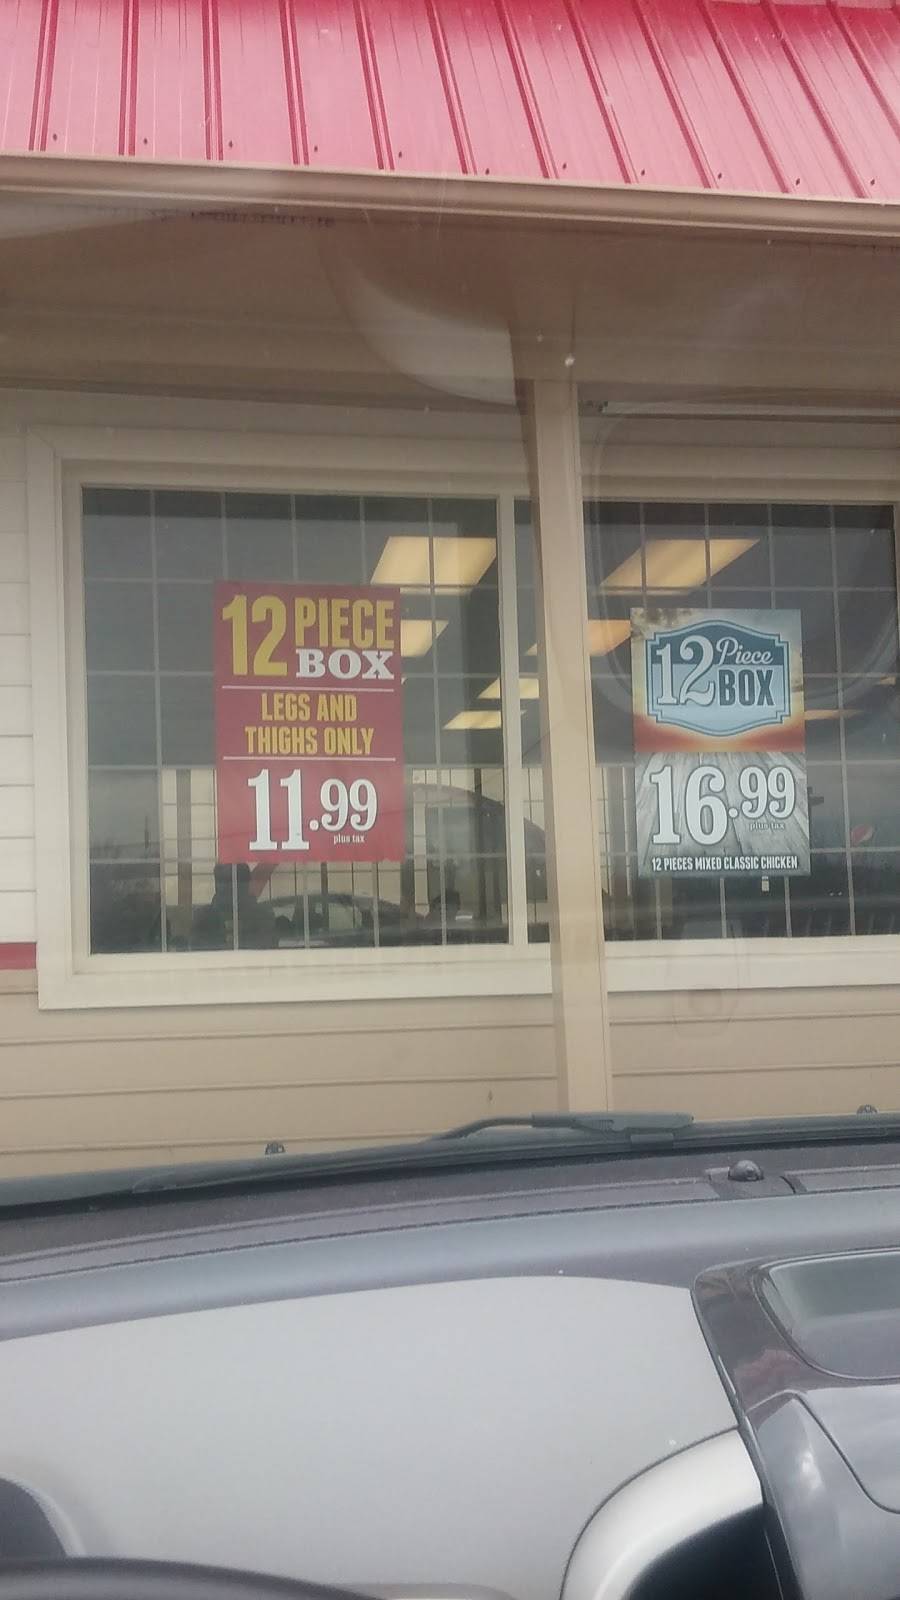 12 PIECE
BOX
LEGS AND
THIGHS ONLY
11.99
plus tax
12 Piece
BOX
16.99
plus tax
12 PIECES MIXED CLASSIC CHICKEN